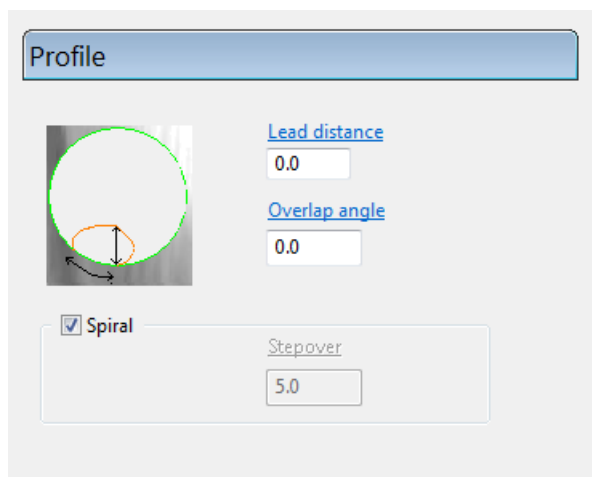 Profile
Lead distance
0.0
Overlap angle
0.0
Spiral
Stepover
5.0